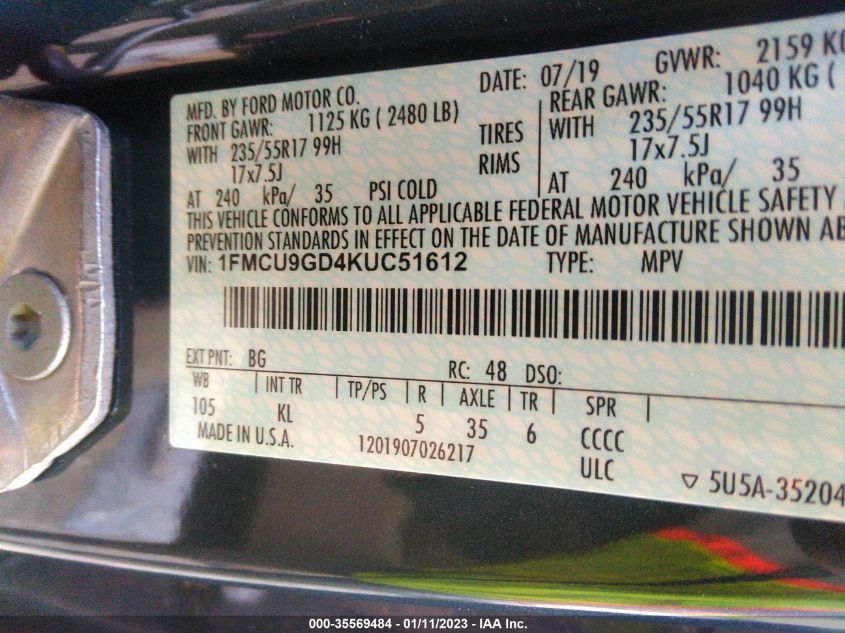 MFD. BY FORD MOTOR CO.
DATE: 07/19 GVWR: 2159 KG
FRONT GAWR: 1125 KG ( 2480 LB)
REAR GAWR: 1040 KG (
WITH 235/55R17 99H TIRES WITH 235/55R17 99H
17x7.5J RIMS 17x7.5J
AT 240 kPa/ 35 PSI COLD AT 240 kPa/ 35
THIS VEHICLE CONFORMS TO ALL APPLICABLE FEDERAL MOTOR VEHICLE SAFETY
PREVENTION STANDARDS IN EFFECT ON THE DATE OF MANUFACTURE SHOWN AB
VIN: 1FMCU9GD4KUC51612 TYPE: MPV
EXT PNT: BG RC: 48 DSO:
WB INT TR TP/PS R AXLE TR SPR
105 KL 5 35 6 CCCC
MADE IN U.S.A. 1201907026217 ULC
5U5A-35204
000-35569484 - 01/11/2023 - IAA Inc.